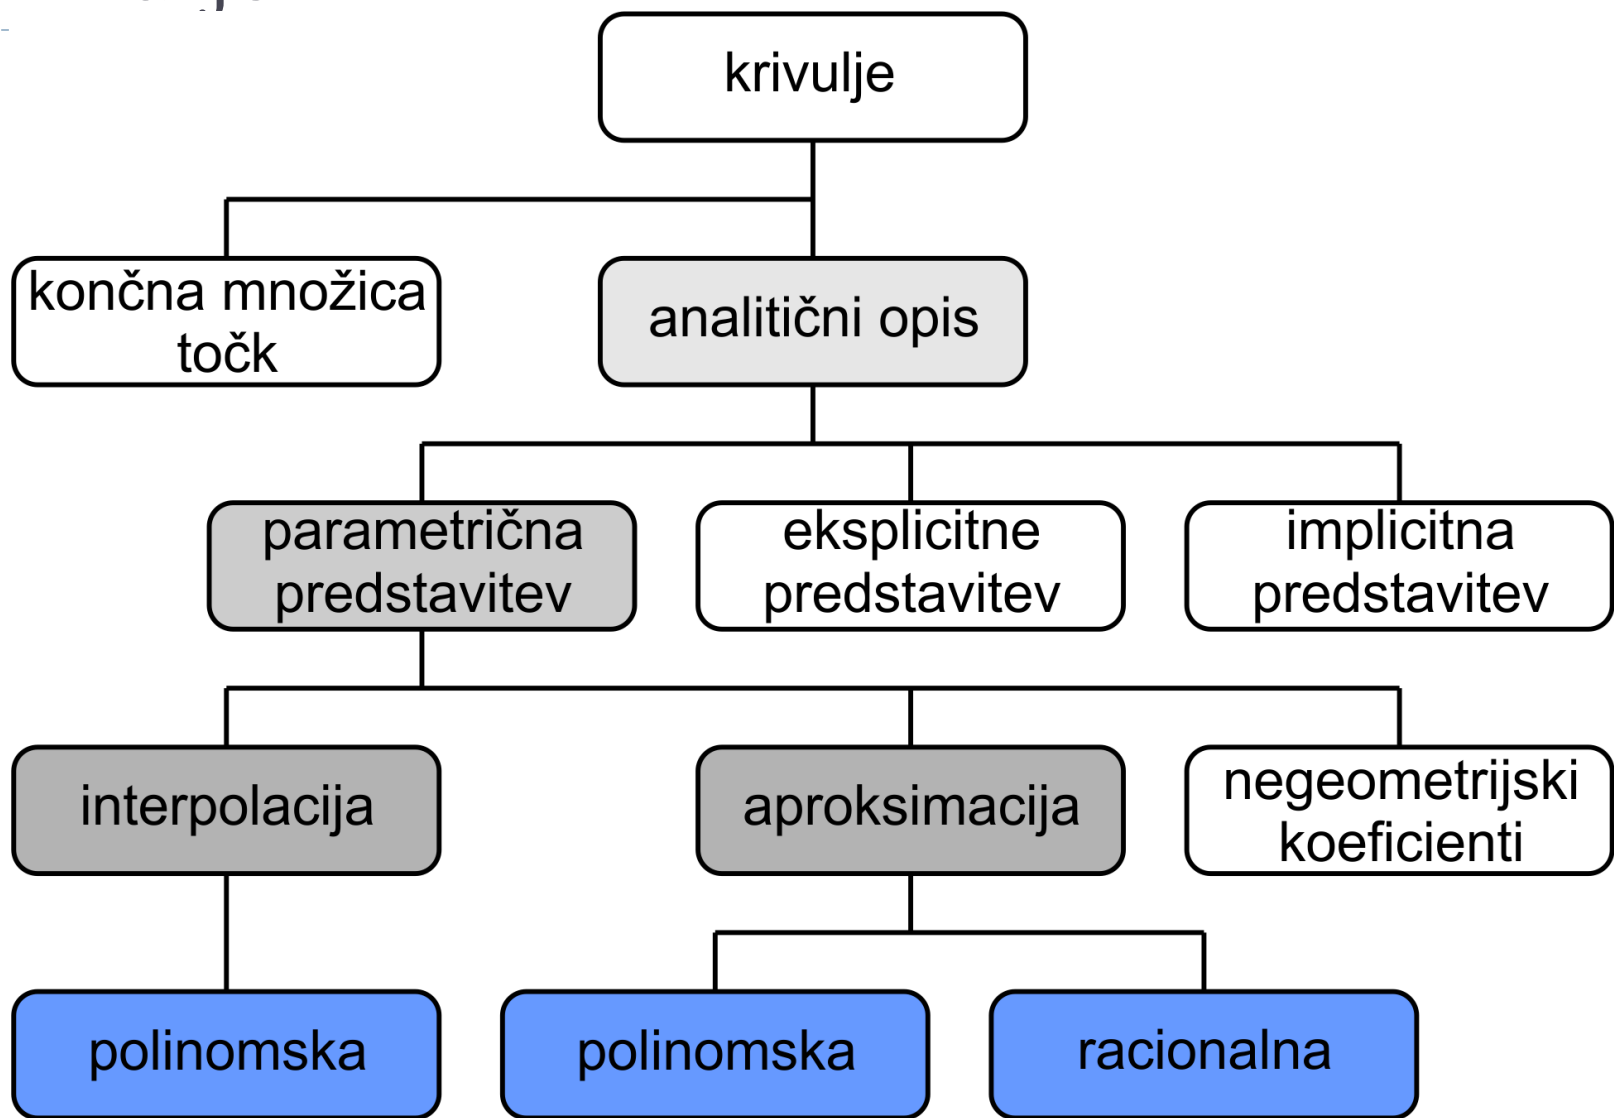 krivulje
končna množica
točk
analitični opis
parametrična
predstavitev
eksplicitne
predstavitev
implicitna
predstavitev
interpolacija
aproksimacija
negeometrijski
koeficienti
polinomska
polinomska
racionalna